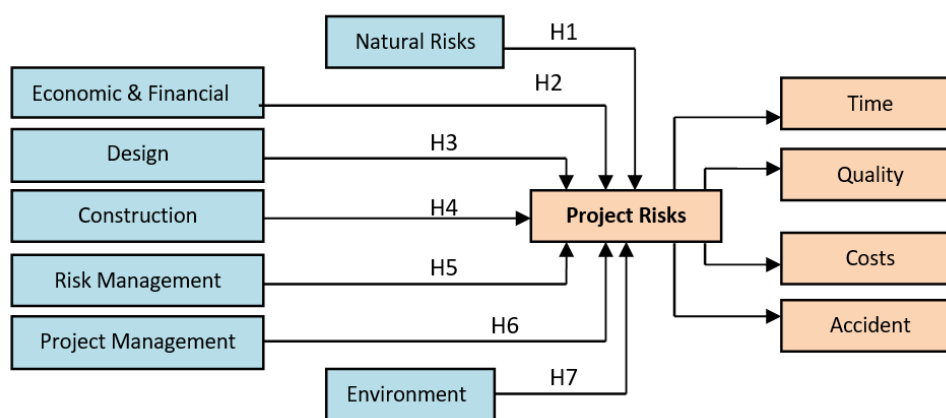 Natural Risks
H1
Economic & Financial
H2
Time
Design
H3
Quality
Construction
H4
Project Risks
Risk Management
H5
Costs
Project Management
H6
Accident
Environment
H7